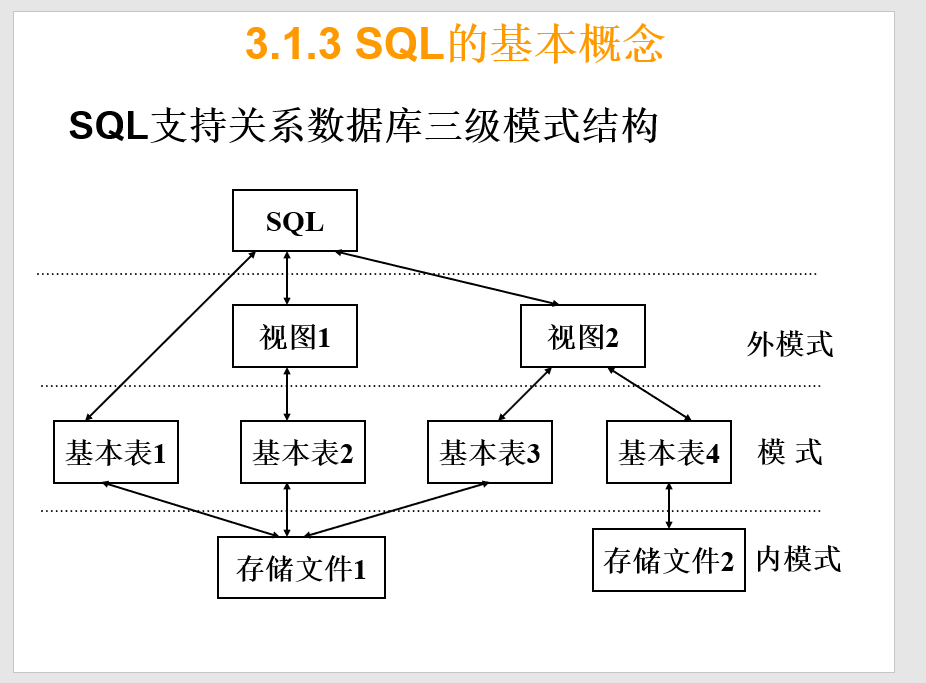 3.1.3 SQL的基本概念
SQL支持关系数据库三级模式结构
SQL
视图1
视图2
外模式
基本表1
基本表2
基本表3
基本表4
模 式
存储文件1
存储文件2
内模式